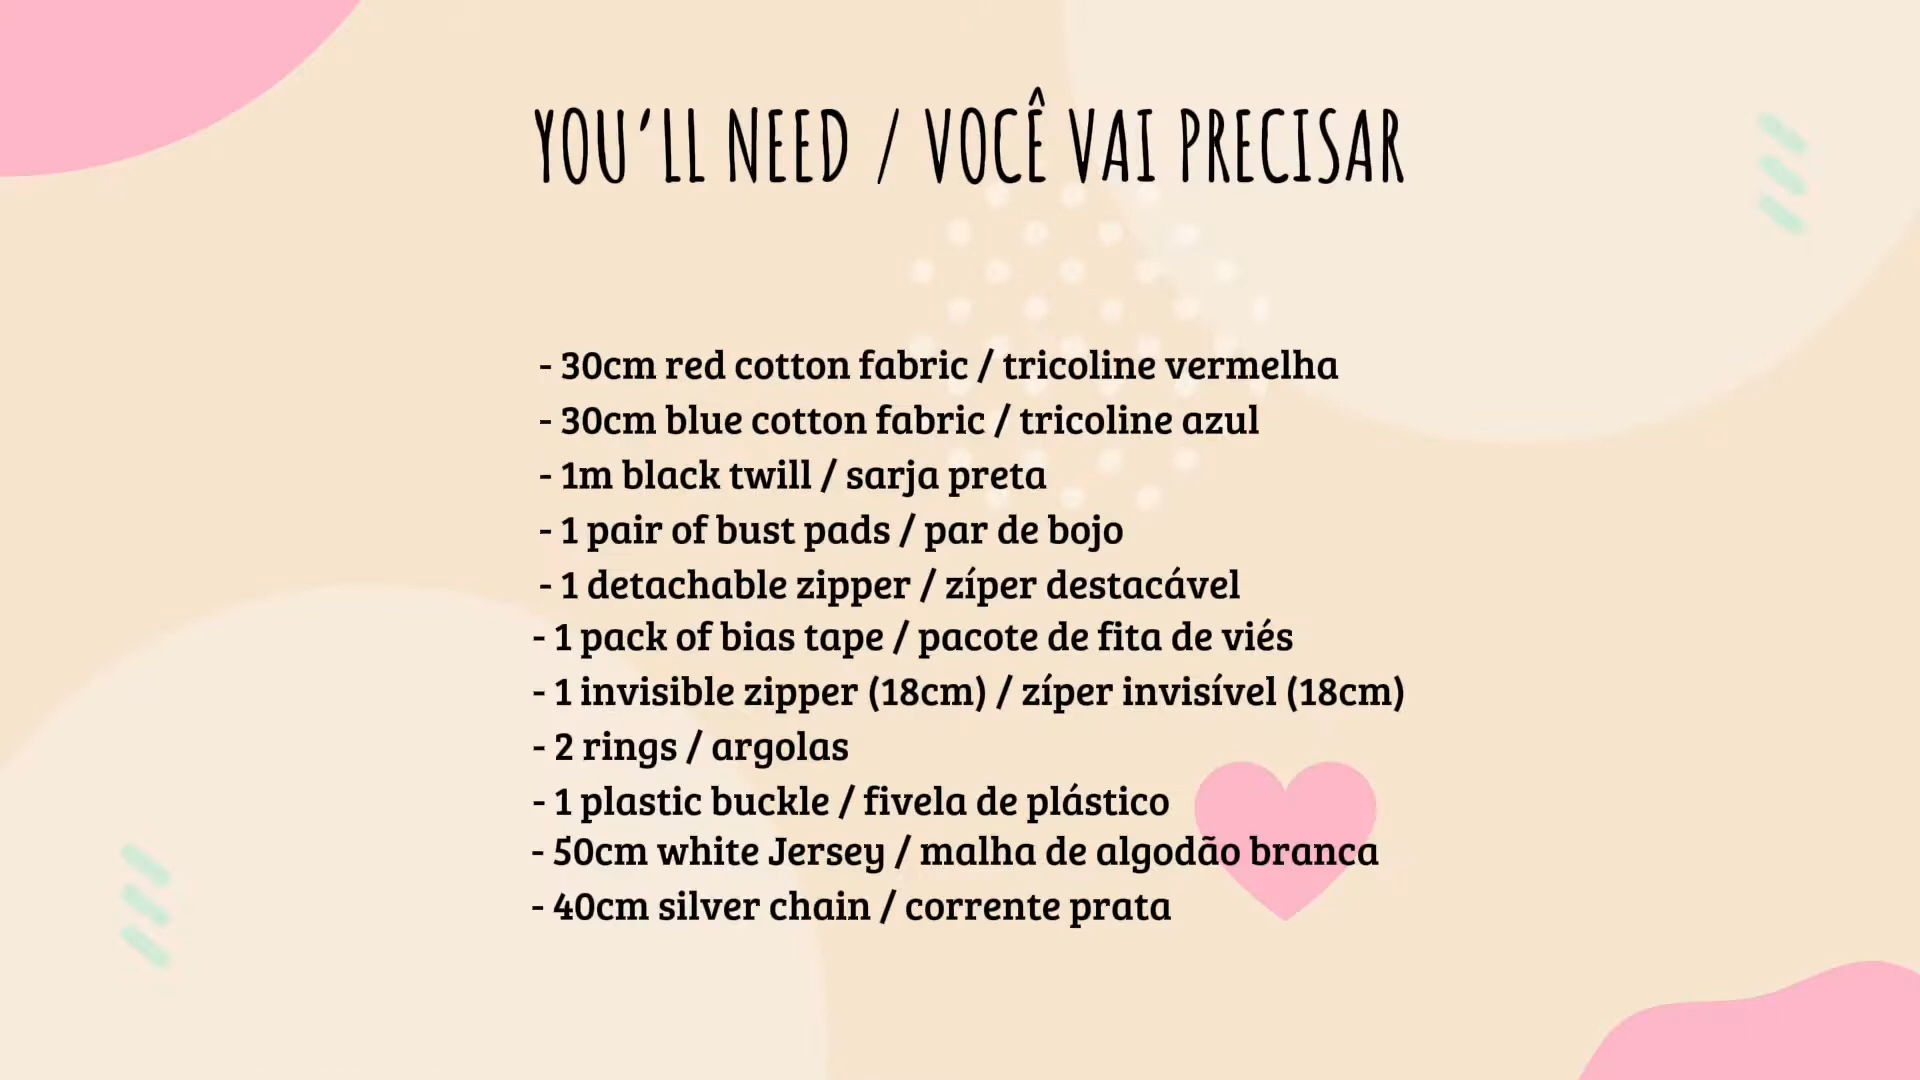 YOU'LL NEED / VOCÊ VAI PRECISAR
- 30cm red cotton fabric / tricoline vermelha
- 30cm blue cotton fabric / tricoline azul
- 1m black twill / sarja preta
- 1 pair of bust pads / par de bojo
- 1 detachable zipper / zíper destacável
- 1 pack of bias tape / pacote de fita de viés
- 1 invisible zipper (18cm) / zíper invisível (18cm)
- 2 rings / argolas
- 1 plastic buckle / fivela de plástico
- 50cm white Jersey / malha de algodão branca
- 40cm silver chain / corrente prata